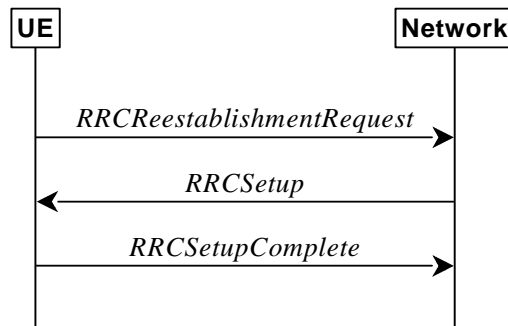 UE
Network
RRCReestablishmentRequest
RRCSetup
RRCSetupComplete